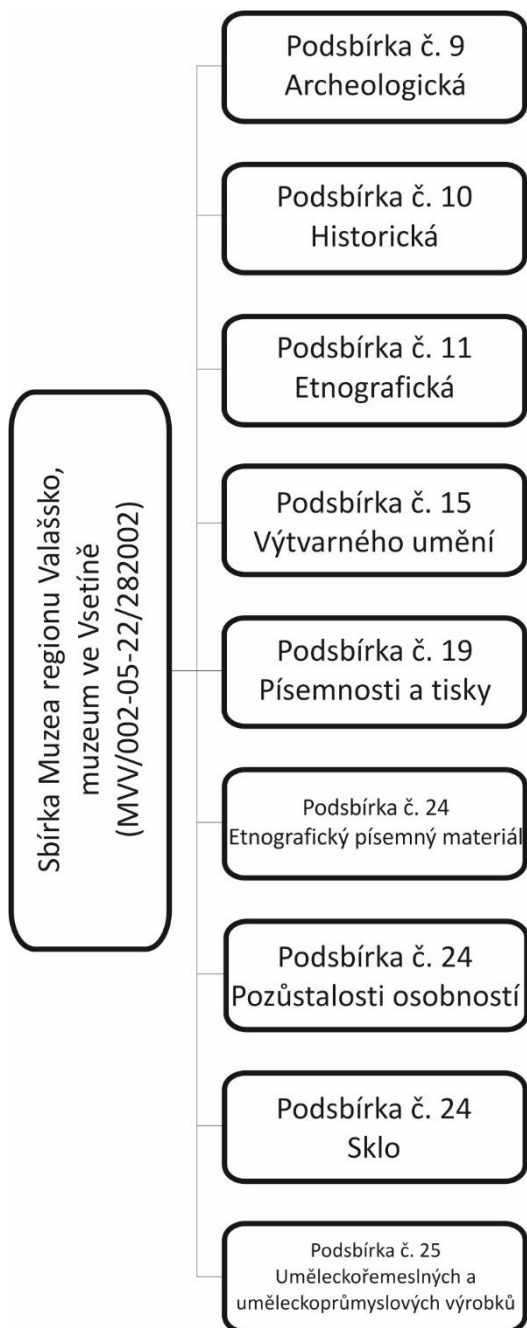 Sbírka Muzea regionu Valašsko,
muzeum ve Vsetíně
(MVV/002-05-22/282002)
Podsbírka č. 9
Archeologická
Podsbírka č. 10
Historická
Podsbírka č. 11
Etnografická
Podsbírka č. 15
Výtvarného umění
Podsbírka č. 19
Písemnosti a tisky
Podsbírka č. 24
Etnografický písemný materiál
Podsbírka č. 24
Pozůstalosti osobností
Podsbírka č. 24
Sklo
Podsbírka č. 25
Uměleckořemeslných a
uměleckoprůmyslových výrobků